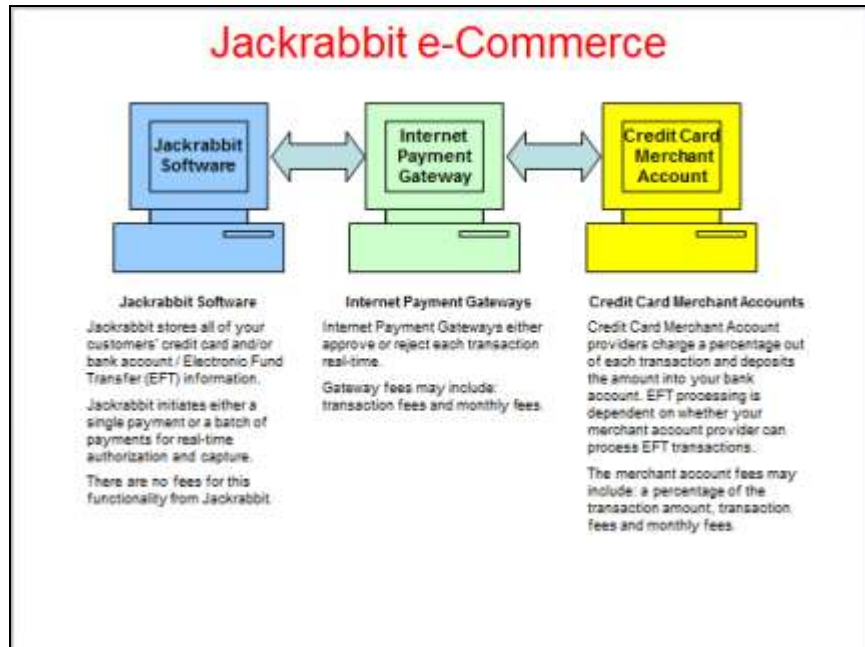 Jackrabbit e-Commerce
Jackrabbit
Software
Internet
Payment
Gateway
Credit Card
Merchant
Account
Jackrabbit Software
Jackrabbit stores all of your
customers' credit card and/or
bank account / Electronic Fund
Transfer (EFT) information.
Jackrabbit initiates either a
single payment or a batch of
payments for real-time
authorization and capture.
There are no fees for this
functionality from Jackrabbit.
Internet Payment Gateways
Internet Payment Gateways either
approve or reject each transaction
real-time.
Gateway fees may include:
transaction fees and monthly fees.
Credit Card Merchant Accounts
Credit Card Merchant Account
providers charge a percentage out
of each transaction and deposits
the amount into your bank
account. EFT processing is
dependent on whether your
merchant account provider can
process EFT transactions.
The merchant account fees may
include: a percentage of the
transaction amount, transaction
fees and monthly fees.